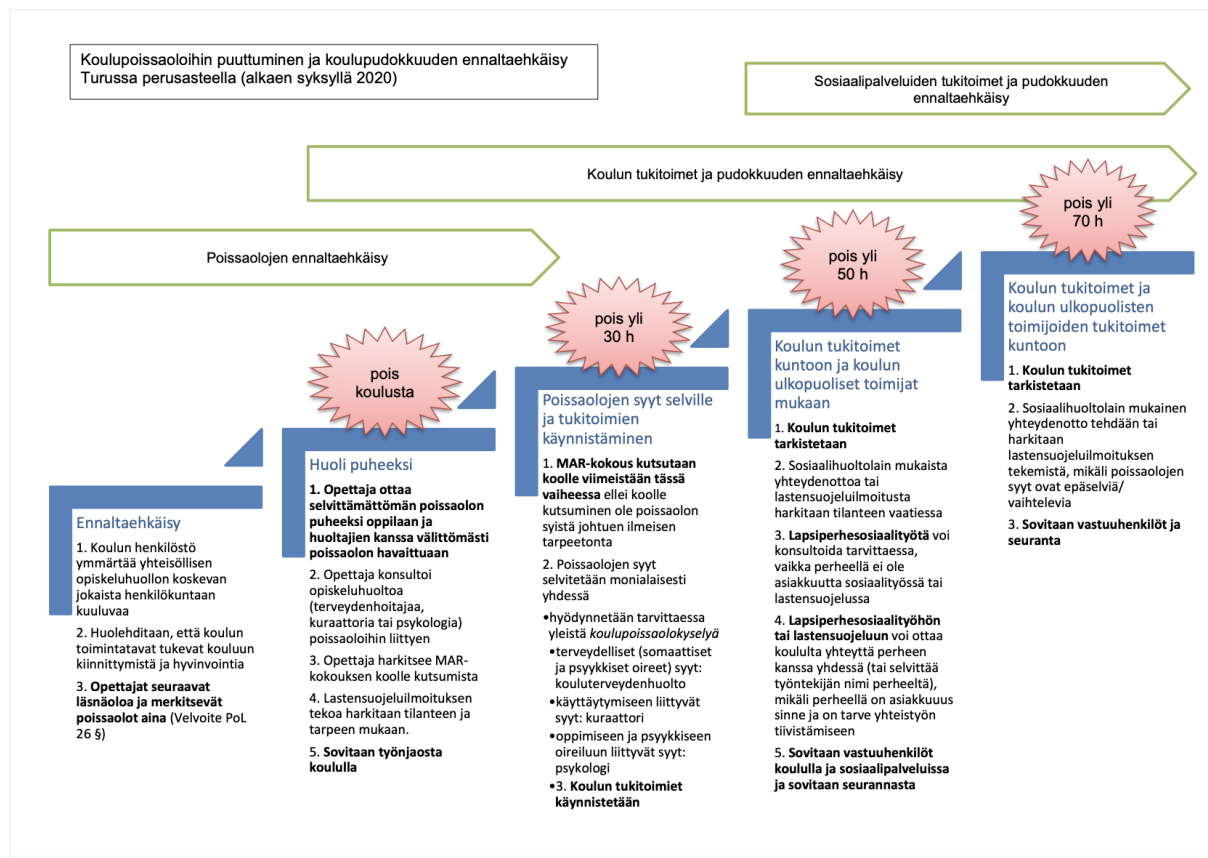 Koulupoissaoloihin puuttuminen ja koulupudokkuuden ennaltaehkäisy
Turussa perusasteella (alkaen syksyllä 2020)
Sosiaalipalveluiden tukitoimet ja pudokkuuden
ennaltaehkäisy
Koulun tukitoimet ja pudokkuuden ennaltaehkäisy
Poissaolojen ennaltaehkäisy
Ennaltaehkäisy
1. Koulun henkilöstö
ymmärtää yhteisöllisen
opiskeluhuollon koskevan
jokaista henkilökuntaan
kuuluvaa
2. Huolehditaan, että koulun
toimintatavat tukevat kouluun
kiinnittymistä ja hyvinvointia
3. Opettajat seuraavat
läsnäoloa ja merkitsevät
poissaolot aina (Velvoite PoL
26 §)
pois
koulusta
Huoli puheeksi
1. Opettaja ottaa
selvittämättömän poissaolon
puheeksi oppilaan ja
huoltajien kanssa välittömästi
poissaolon havaittuaan
2. Opettaja konsultoi
opiskeluhuoltoa
(terveydenhoitajaa,
kuraattoria tai psykologia)
poissaoloihin liittyen
3. Opettaja harkitsee MAR-
kokouksen koolle kutsumista
4. Lastensuojeluilmoituksen
tekoa harkitaan tilanteen ja
tarpeen mukaan.
5. Sovitaan työnjaosta
koululla
pois yli
30 h
Poissaolojen syyt selville
ja tukitoimien
käynnistäminen
1. MAR-kokous kutsutaan
koolle viimeistään tässä
vaiheessa ellei koolle
kutsuminen ole poissaolon
syistä johtuen ilmeisen
tarpeetonta
2. Poissaolojen syyt
selvitetään monialaisesti
yhdessä
•hyödynnetään tarvittaessa
yleistä koulupoissaolokyselyä
•terveydelliset (somaattiset
ja psyykkiset oireet) syyt:
kouluterveydenhuolto
•käyttäytymiseen liittyvät
syyt: kuraattori
•oppimiseen ja psyykkiseen
oireiluun liittyvät syyt:
psykologi
•3. Koulun tukitoimiet
käynnistetään
pois yli
50 h
Koulun tukitoimet
kuntoon ja koulun
ulkopuoliset toimijat
mukaan
1. Koulun tukitoimet
tarkistetaan
2. Sosiaalihuoltolain mukaista
yhteydenottoa tai
lastensuojeluilmoitusta
harkitaan tilanteen vaatiessa
3. Lapsiperhesosiaalityötä voi
konsultoida tarvittaessa,
vaikka perheellä ei ole
asiakkuutta sosiaalityössä tai
lastensuojelussa
4. Lapsiperhesosiaalityöhön
tai lastensuojeluun voi ottaa
koululta yhteyttä perheen
kanssa yhdessä (tai selvittää
työntekijän nimi perheeltä),
mikäli perheellä on asiakkuuus
sinne ja on tarve yhteistyön
tiivistämiseen
5. Sovitaan vastuuhenkilöt
koululla ja sosiaalipalveluissa
ja sovitaan seurannasta
pois yli
70 h
Koulun tukitoimet ja
koulun ulkopuolisten
toimijoiden tukitoimet
kuntoon
1. Koulun tukitoimet
tarkistetaan
2. Sosiaalihuoltolain mukainen
yhteydenotto tehdään tai
harkitaan
lastensuojeluilmoituksen
tekemistä, mikäli poissaolojen
syyt ovat epäselviä/
vaihtelevia
3. Sovitaan vastuuhenkilöt ja
seuranta